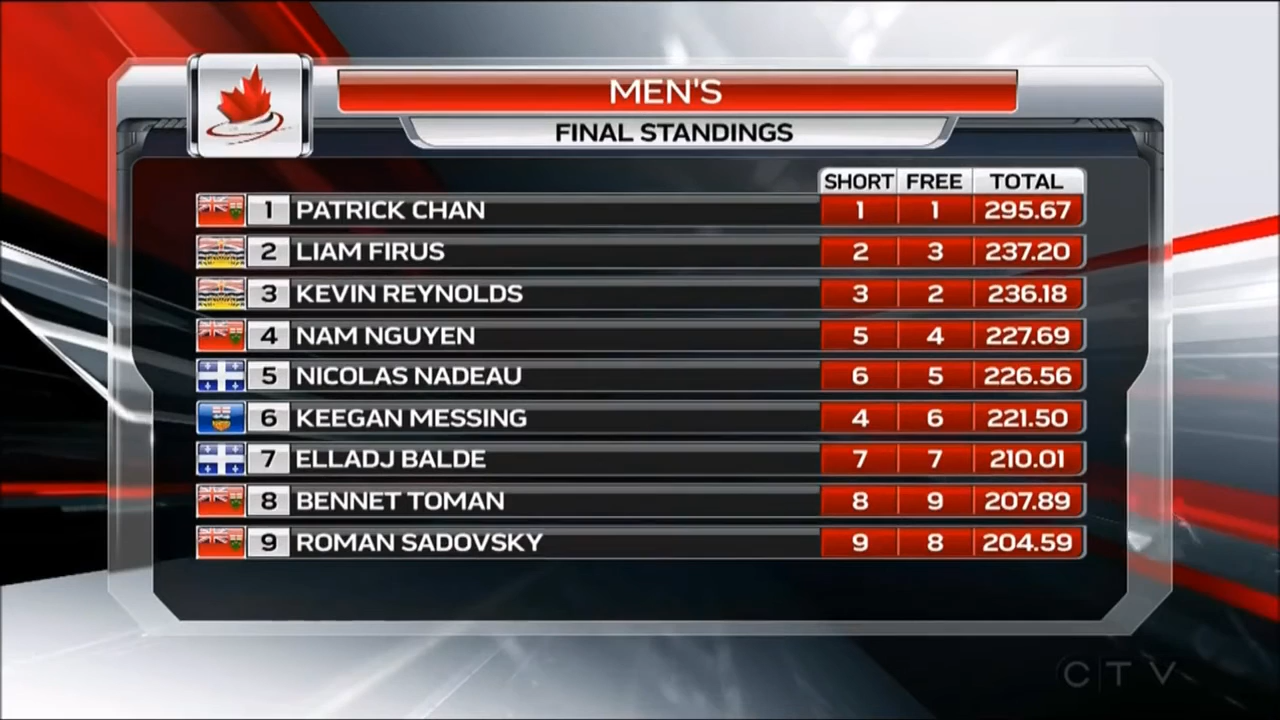 MEN'S
FINAL STANDINGS
SHORT FREE TOTAL
1 PATRICK CHAN 1 1 295.67
2 LIAM FIRUS 2 3 237.20
3 KEVIN REYNOLDS 3 2 236.18
4 NAM NGUYEN 5 4 227.69
5 NICOLAS NADEAU 6 5 226.56
6 KEEGAN MESSING 4 6 221.50
7 ELLADJ BALDE 7 7 210.01
8 BENNET TOMAN 8 9 207.89
9 ROMAN SADOVSKY 9 8 204.59
CTV